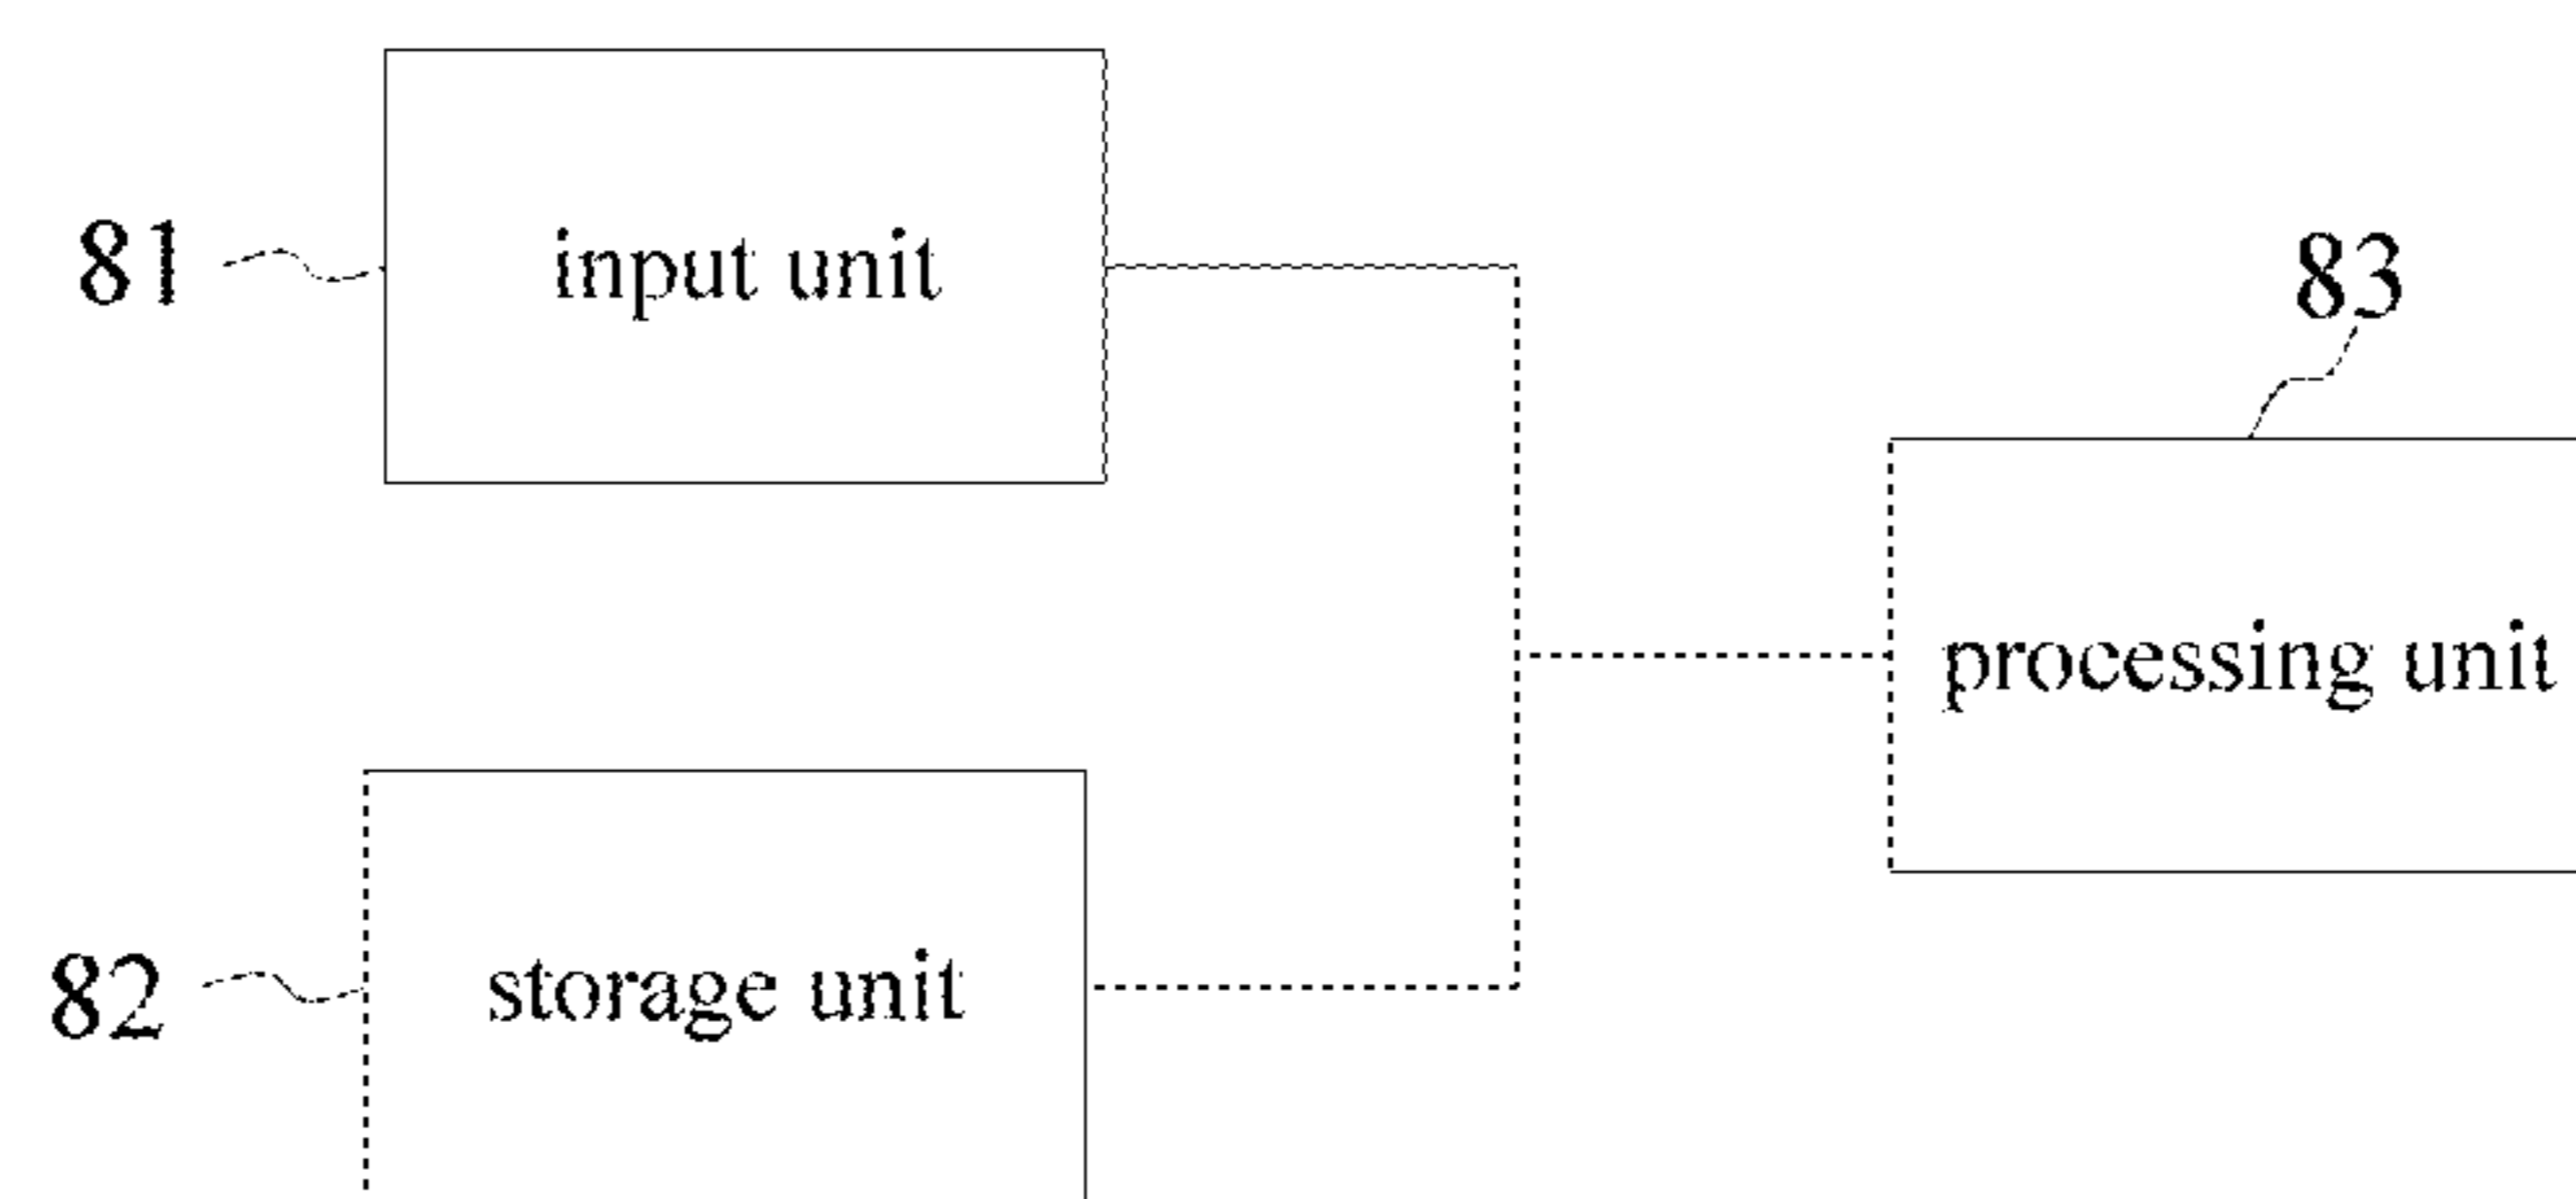 81
input unit
83
processing unit
82
storage unit